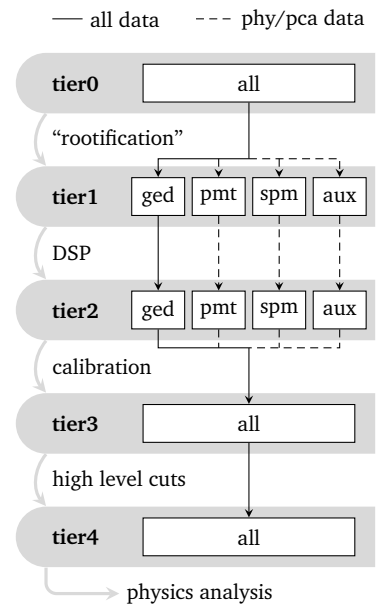 all data phy/pca data
tier0 all
“rootification”
tier1 ged pmt spm aux
DSP
tier2 ged pmt spm aux
calibration
tier3 all
high level cuts
tier4 all
physics analysis